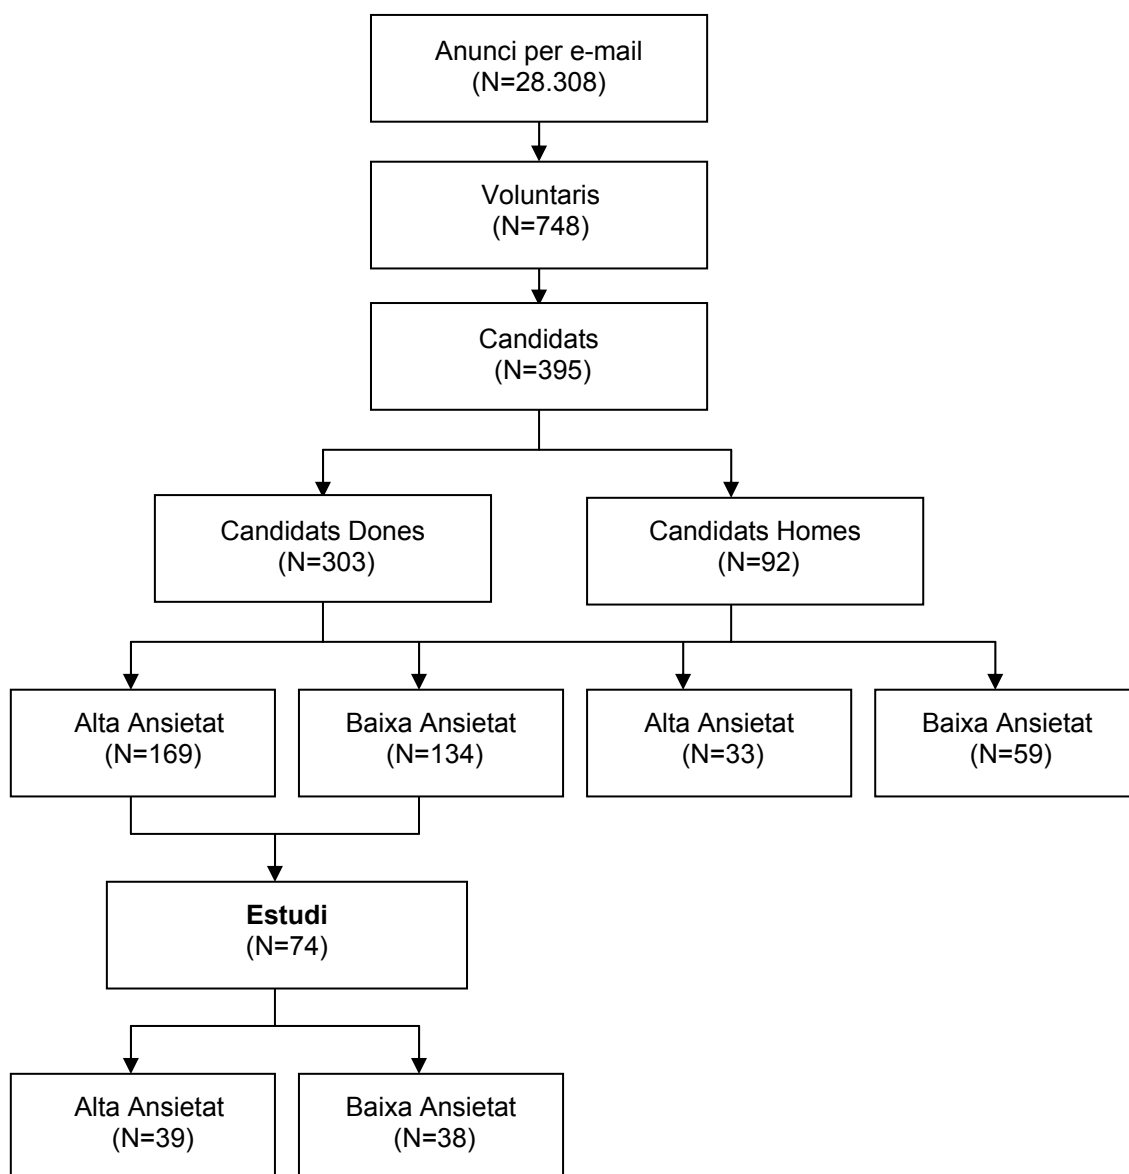 Anunci per e-mail
(N=28.308)
Voluntaris
(N=748)
Candidats
(N=395)
Candidats Dones
(N=303)
Candidats Homes
(N=92)
Alta Ansietat
(N=169)
Baixa Ansietat
(N=134)
Alta Ansietat
(N=33)
Baixa Ansietat
(N=59)
Estudi
(N=74)
Alta Ansietat
(N=39)
Baixa Ansietat
(N=38)